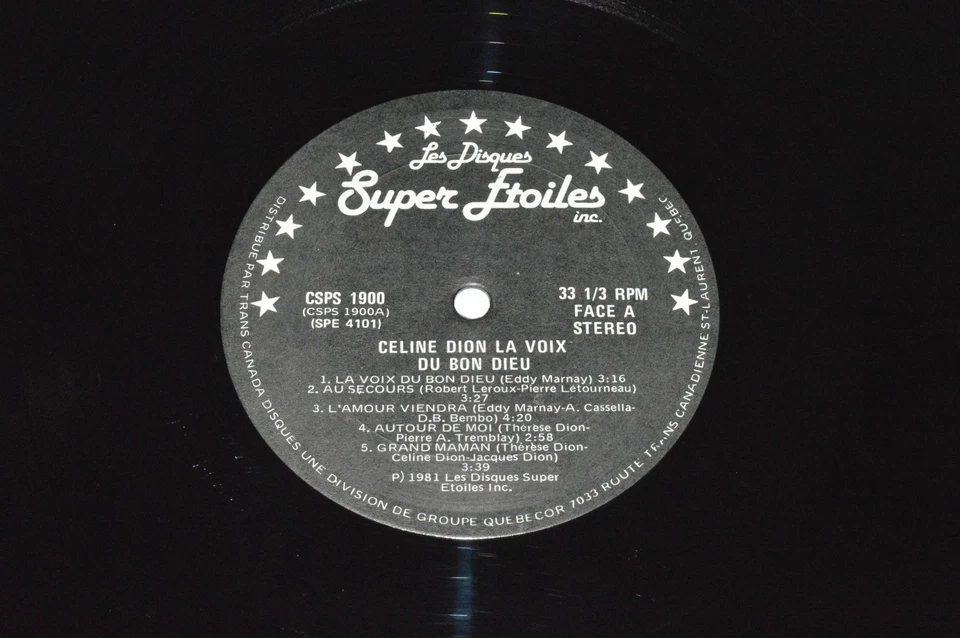 Les Disques
Super Etoiles
inc.
CSPS 1900
(CSPS 1900A)
(SPE 4101)
33 1/3 RPM
FACE A
STEREO
CELINE DION LA VOIX
DU BON DIEU
1. LA VOIX DU BON DIEU (Eddy Marnay) 3:16
2. AU SECOURS (Robert Leroux-Pierre Létourneau)
3:27
3. L'AMOUR VIENDRA (Eddy Marnay-A. Cassella-
D.B. Bembo) 4:20
4. AUTOUR DE MOI (Thérèse Dion-
Pierre A. Tremblay) 2:58
5. GRAND MAMAN (Thérèse Dion-
Celine Dion-Jacques Dion)
3:39
P) 1981 Les Disques Super
Etoiles Inc.
DISTRIBUE PAR TRANS CANADA DISQUES UNE DIVISION DE GROUPE QUEBECOR 7033 ROUTE TRANS CANADIENNE ST-LAURENT. QUEBEC